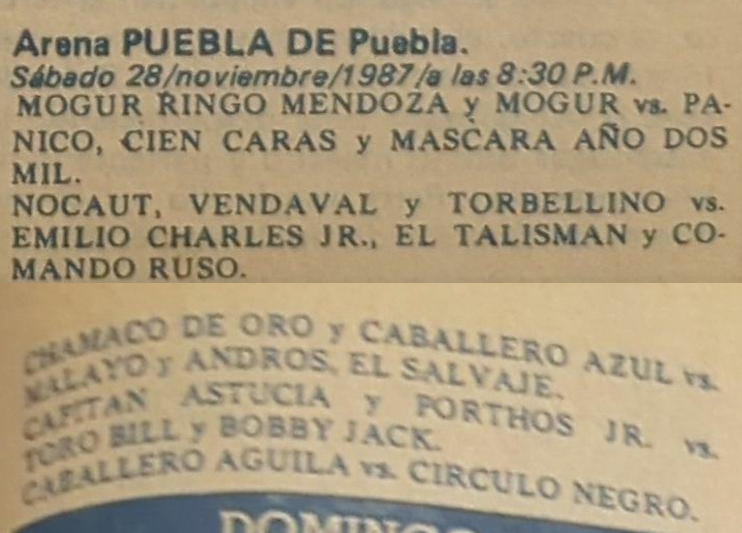 Arena PUEBLA DE Puebla.
Sábado 28/noviembre/1987/a las 8:30 P.M.
MOGUR RINGO MENDOZA y MOGUR vs. PA-
NICO, CIEN CARAS y MASCARA AÑO DOS
MIL.
NOCAUT, VENDAVAL y TORBELLINO vs.
EMILIO CHARLES JR., EL TALISMAN y CO-
MANDO RUSO.
CHAMACO DE ORO y CABALLERO AZUL vs.
MALAYO y ANDROS, EL SALVAJE.
CAPITAN ASTUCIA y PORTHOS JR. vs.
TORO BILL y BOBBY JACK.
CABALLERO AGUILA vs. CIRCULO NEGRO.
DOMINGO